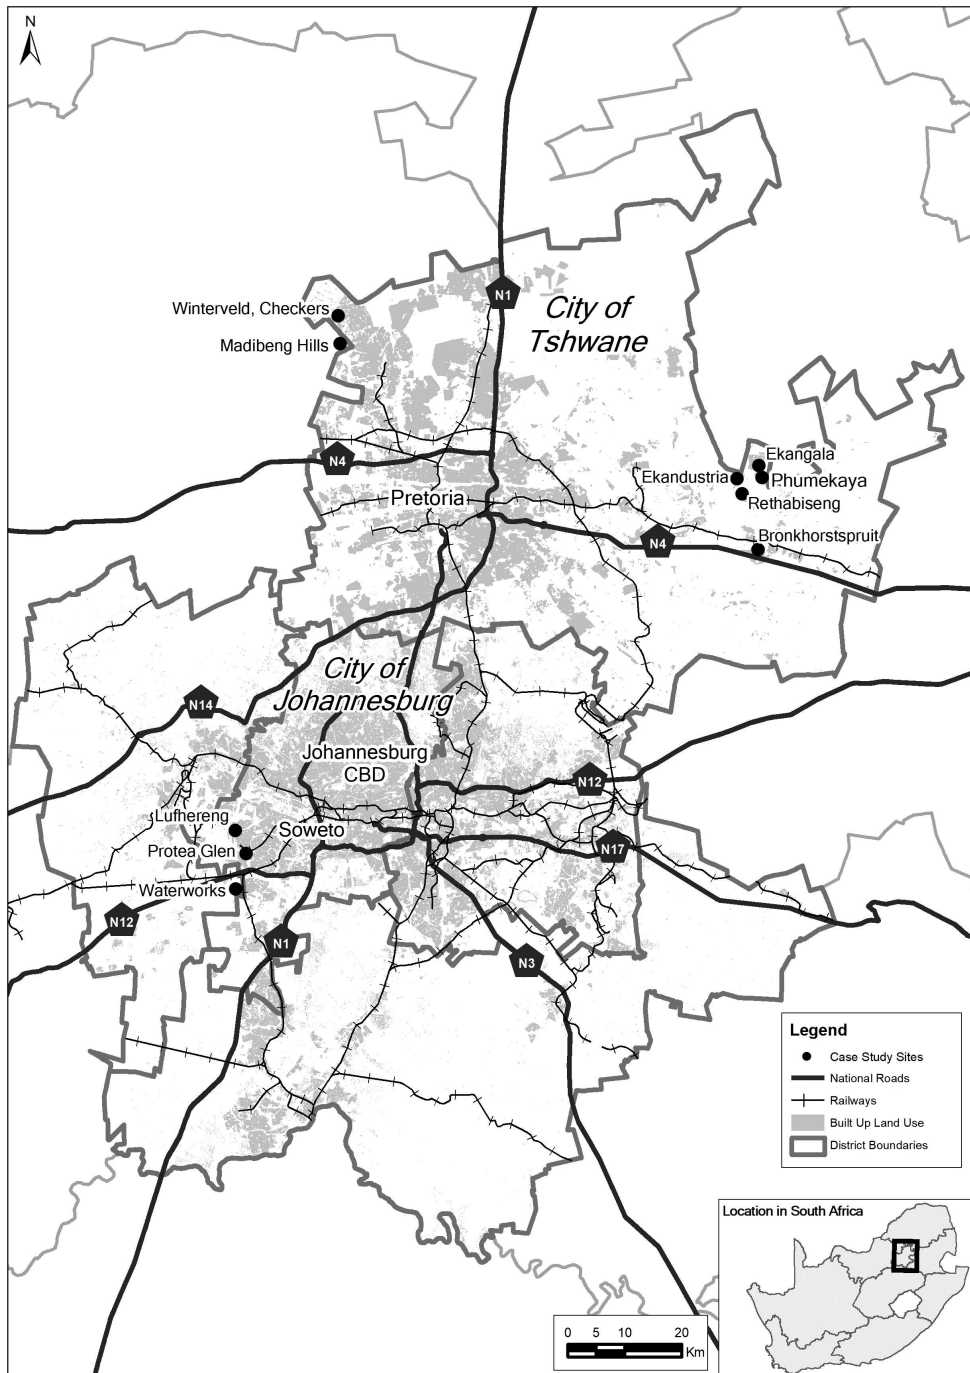 N
N1
City of
Tshwane
Winterveld, Checkers
Madibeng Hills
N4
Pretoria
Ekangala
Ekandustria
Phumekaya
Rethabiseng
Bronkhorstspruit
N4
City of
Johannesburg
N14
Johannesburg
CBD
N12
Lufhereng
Soweto
Protea Glen
N17
Waterworks
N12
N1
N3
Legend
Case Study Sites
National Roads
Railways
Built Up Land Use
District Boundaries
Location in South Africa
0 5 10 20
Km